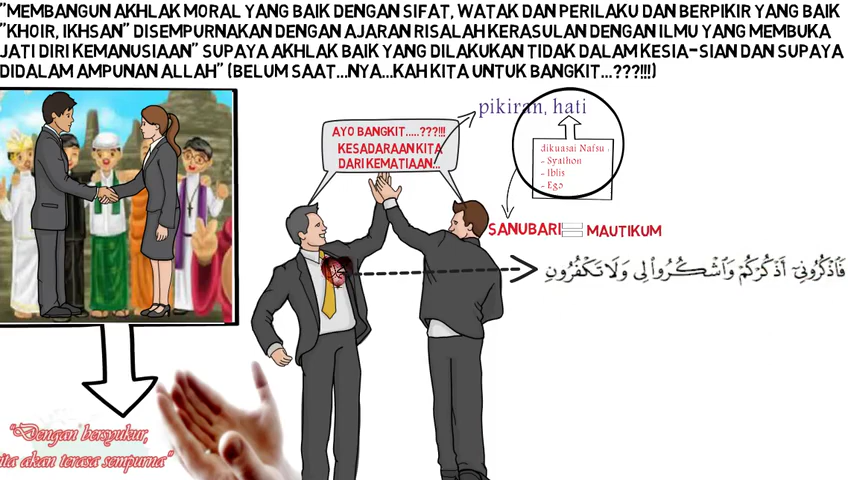 "MEMBANGUN AKHLAK MORAL YANG BAIK DENGAN SIFAT, WATAK DAN PERILAKU DAN BERPIKIR YANG BAIK
"KHOIR, IKHSAN" DISEMPURNAKAN DENGAN AJARAN RISALAH KERASULAN DENGAN ILMU YANG MEMBUKA
JATI DIRI KEMANUSIAAN" SUPAYA AKHLAK BAIK YANG DILAKUKAN TIDAK DALAM KESIA-SIAN DAN SUPAYA
DIDALAM AMPUNAN ALLAH" (BELUM SAAT...NYA...KAH KITA UNTUK BANGKIT...???!!!)
pikiran, hati
AYO BANGKIT.....???!!!
KESADARAAN KITA
DARI KEMATIAAN...
dikuasai Nafsu :
- Syathon
- Iblis
- Ego
SANUBARI = MAUTIKUM
فَاذْكُرُونِيٓ أَذْكُرْكُمْ وَاشْكُرُوا لِي وَلَا تَكْفُرُونِ
"Dengan bersyukur,
ita akan terasa sempurna"